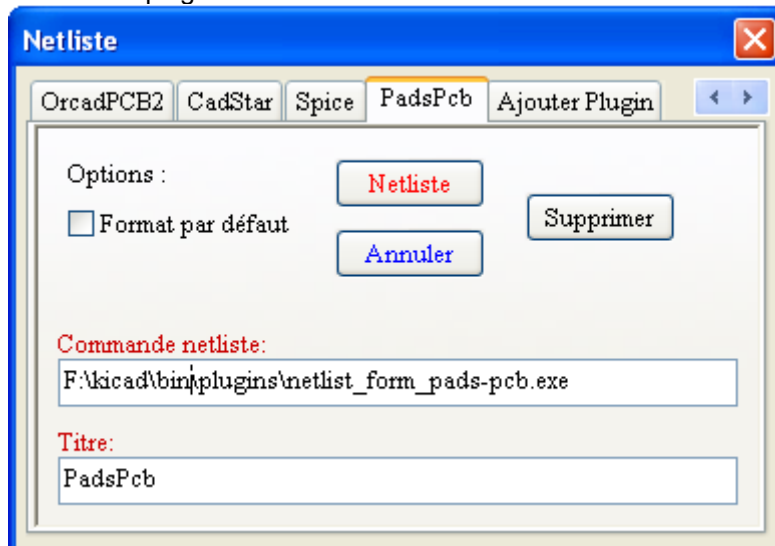 Netliste
OrcadPCB2 CadStar Spice PadsPcb Ajouter Plugin
Options :
Netliste
Format par défaut
Supprimer
Annuler
Commande netliste:
F:\kicad\bin\plugins\netlist_form_pads-pcb.exe
Titre:
PadsPcb